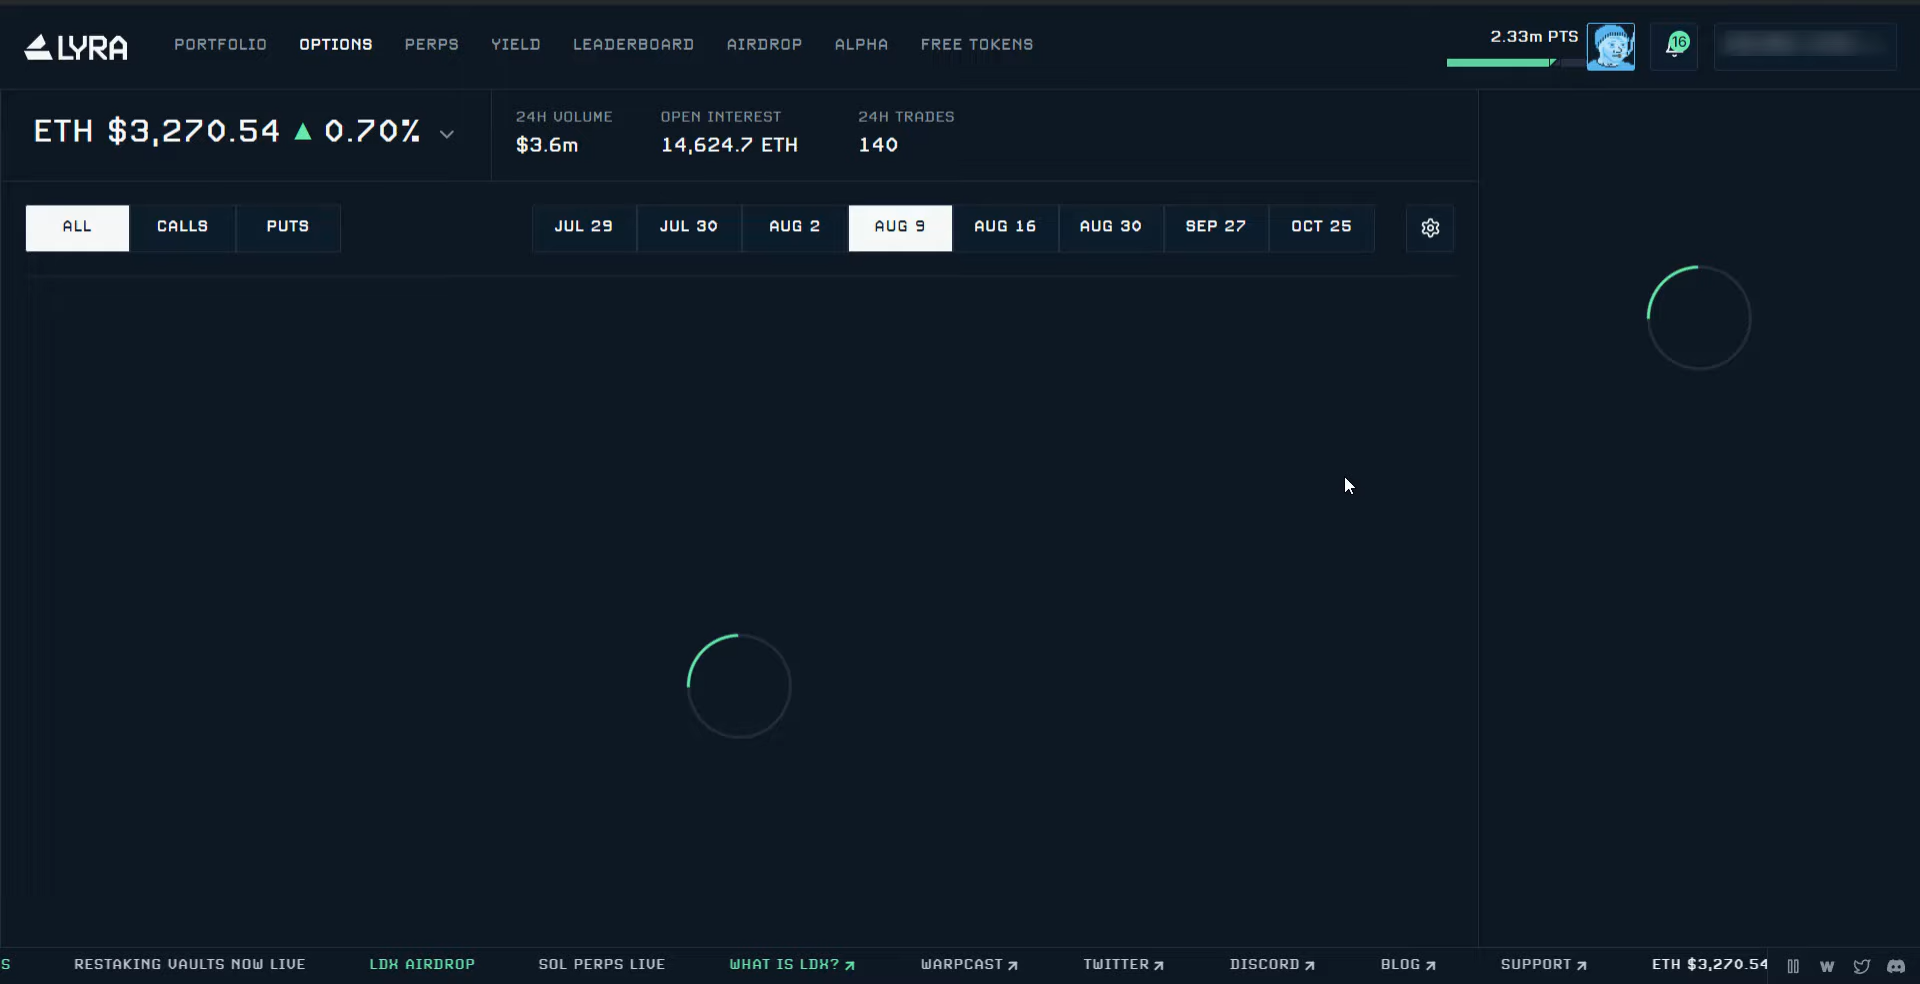 LYRA PORTFOLIO OPTIONS PERPS YIELD LEADERBOARD AIRDROP ALPHA FREE TOKENS 2.33m PTS 16
ETH $3,270.54 ▲ 0.70%
24H VOLUME OPEN INTEREST 24H TRADES
$3.6m 14,624.7 ETH 140
ALL CALLS PUTS JUL 29 JUL 30 AUG 2 AUG 9 AUG 16 AUG 30 SEP 27 OCT 25
S RESTAKING VAULTS NOW LIVE LDX AIRDROP SOL PERPS LIVE WHAT IS LDX? WARPCAST TWITTER DISCORD BLOG SUPPORT ETH $3,270.54 W